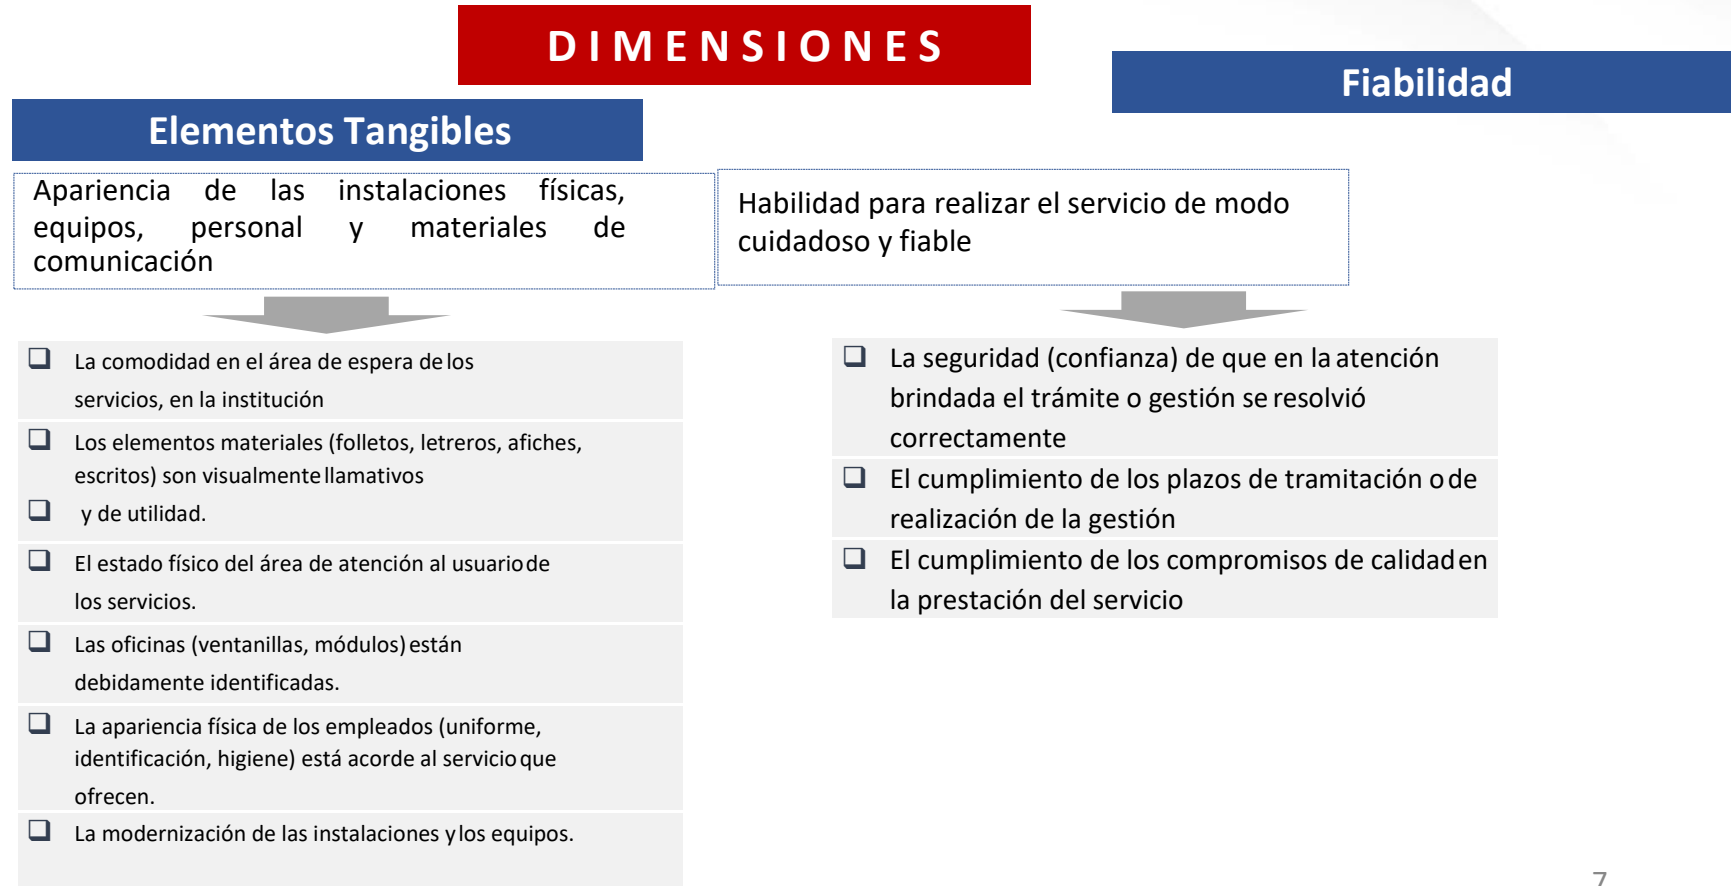 DIMENSIONES
Fiabilidad
Elementos Tangibles
Apariencia de las instalaciones físicas,
equipos, personal y materiales de
comunicación
Habilidad para realizar el servicio de modo
cuidadoso y fiable
La comodidad en el área de espera de los
servicios, en la institución
Los elementos materiales (folletos, letreros, afiches,
escritos) son visualmente llamativos
y de utilidad.
El estado físico del área de atención al usuario de
los servicios.
Las oficinas (ventanillas, módulos) están
debidamente identificadas.
La apariencia física de los empleados (uniforme,
identificación, higiene) está acorde al servicio que
ofrecen.
La modernización de las instalaciones y los equipos.
La seguridad (confianza) de que en la atención
brindada el trámite o gestión se resolvió
correctamente
El cumplimiento de los plazos de tramitación o de
realización de la gestión
El cumplimiento de los compromisos de calidad en
la prestación del servicio
7